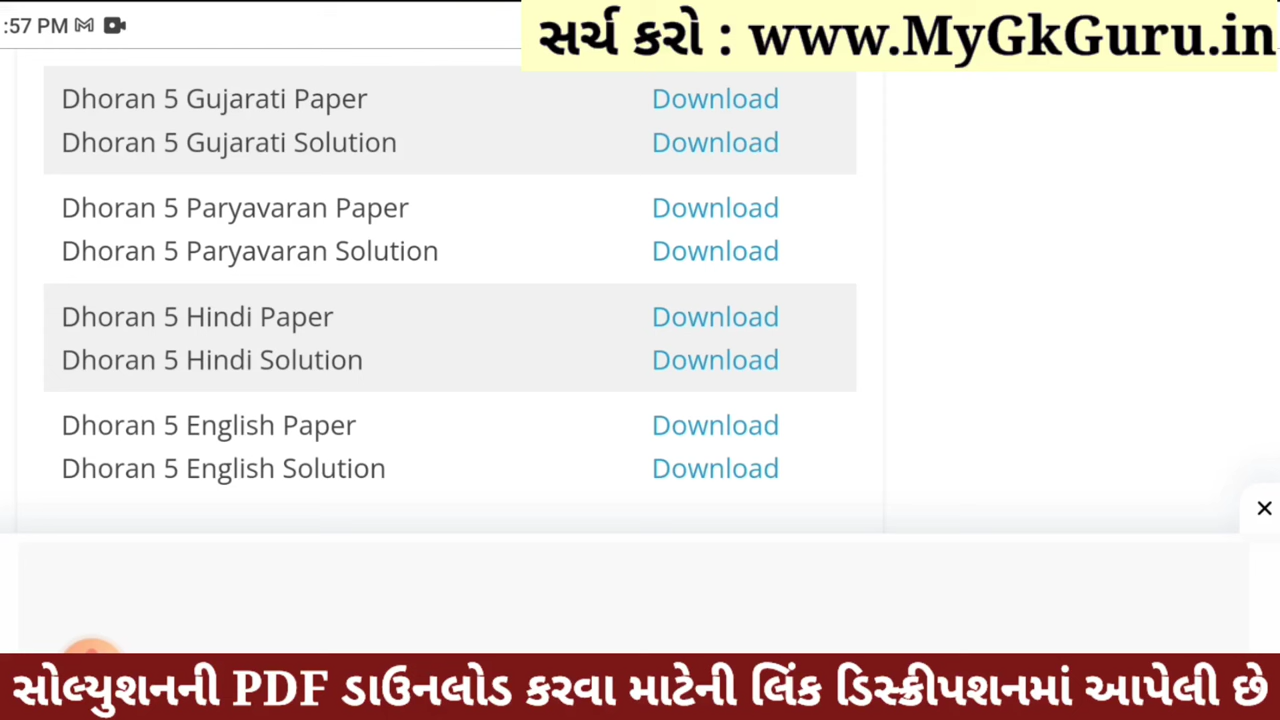 :57 PM
સર્ચ કરો : www.MyGkGuru.in
Dhoran 5 Gujarati Paper Download
Dhoran 5 Gujarati Solution Download
Dhoran 5 Paryavaran Paper Download
Dhoran 5 Paryavaran Solution Download
Dhoran 5 Hindi Paper Download
Dhoran 5 Hindi Solution Download
Dhoran 5 English Paper Download
Dhoran 5 English Solution Download
સોલ્યુશનની PDF ડાઉનલોડ કરવા માટેની લિંક ડિસ્ક્રીપશનમાં આપેલી છે